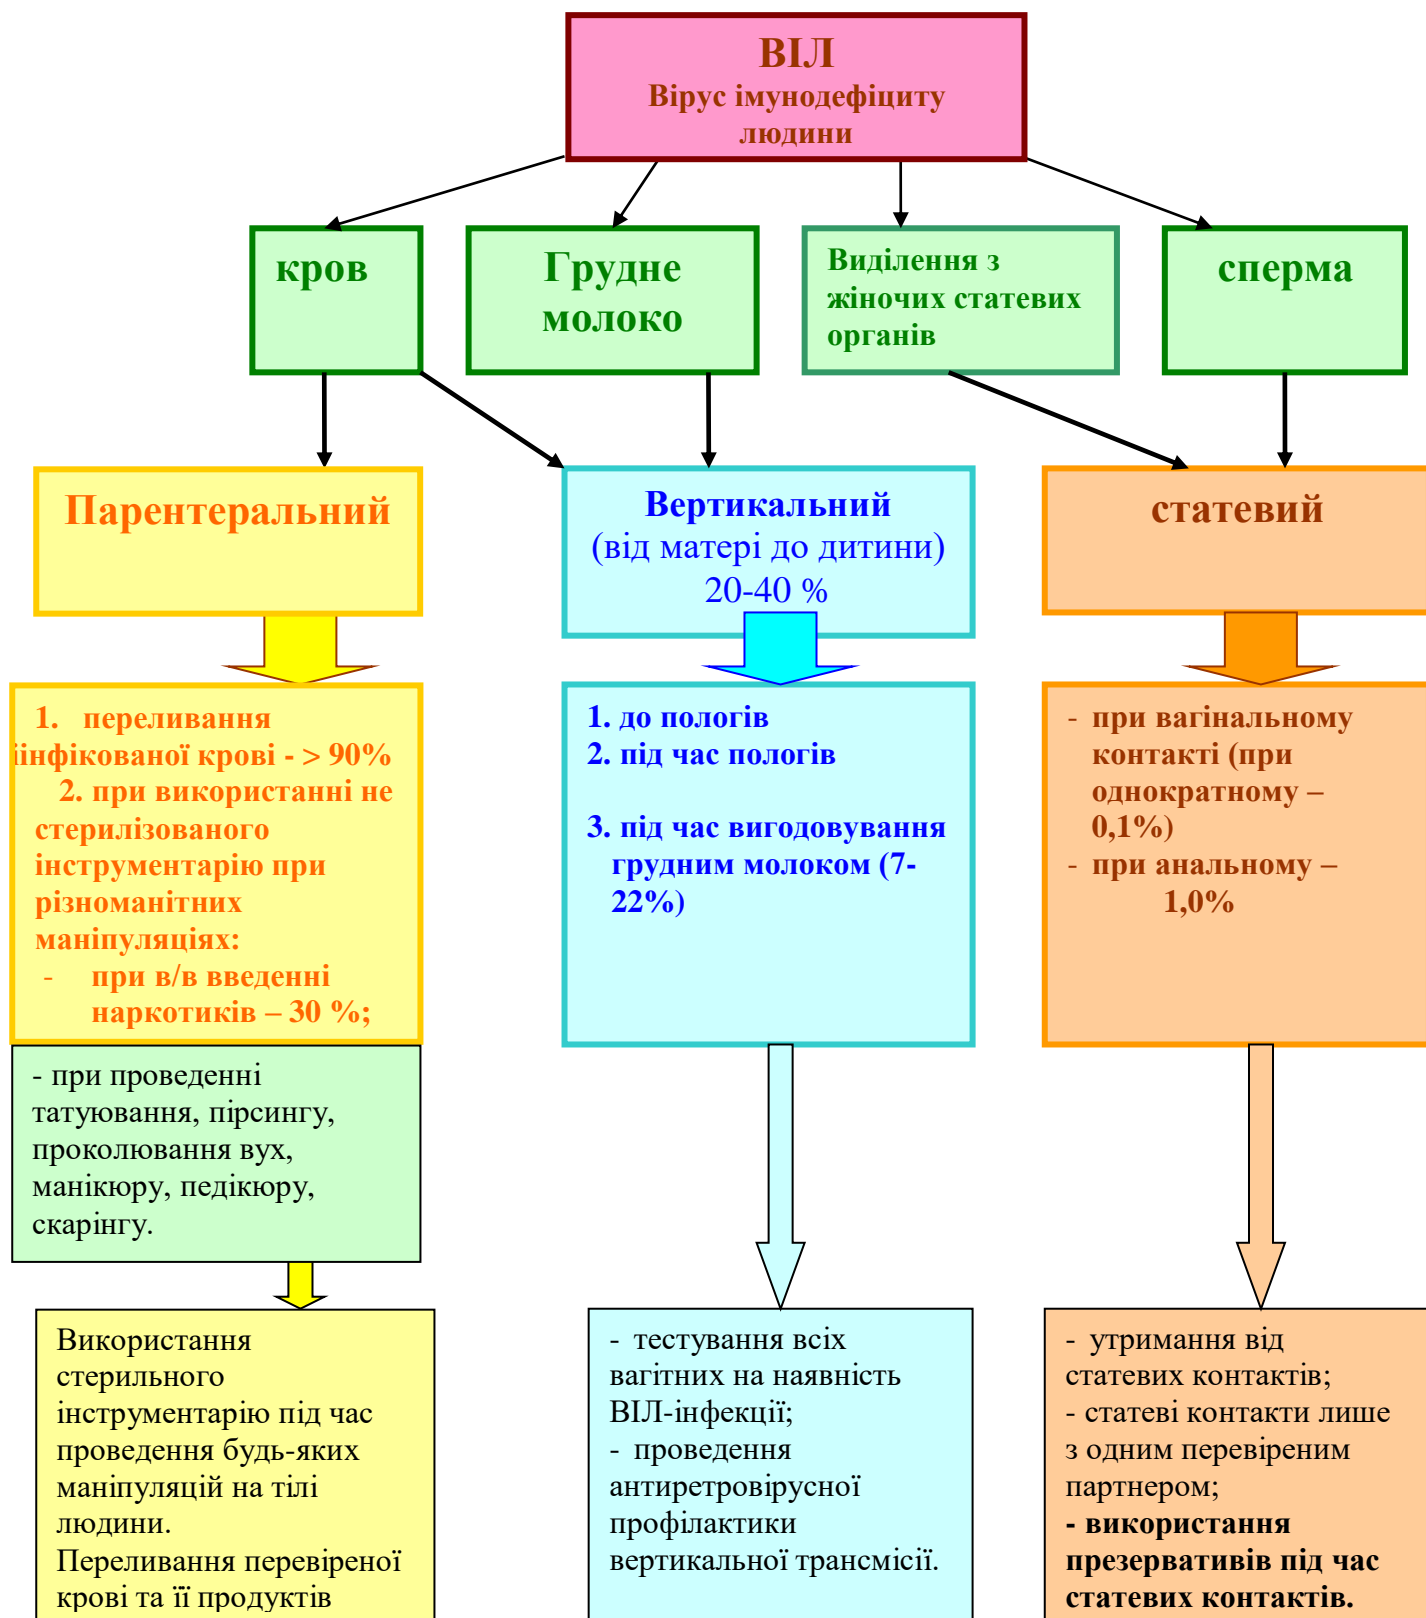 ВІЛ
Вірус імунодефіциту
людини
кров
Грудне
молоко
Виділення з
жіночих статевих
органів
сперма
Парентеральний
Вертикальний
(від матері до дитини)
20-40 %
статевий
1. переливання
іінфікованої крові - > 90%
2. при використанні не
стерилізованого
інструментарію при
різноманітних
маніпуляціях:
- при в/в введенні
наркотиків – 30 %;
1. до пологів
2. під час пологів
3. під час вигодовування
грудним молоком (7-
22%)
- при вагінальному
контакті (при
однократному –
0,1%)
- при анальному –
1,0%
- при проведенні
татуювання, пірсингу,
проколювання вух,
манікюру, педікюру,
скарінгу.
Використання
стерильного
інструментарію під час
проведення будь-яких
маніпуляцій на тілі
людини.
Переливання перевіреної
крові та її продуктів
- тестування всіх
вагітних на наявність
ВІЛ-інфекції;
- проведення
антиретровірусної
профілактики
вертикальної трансмісії.
- утримання від
статевих контактів;
- статеві контакти лише
з одним перевіреним
партнером;
- використання
презервативів під час
статевих контактів.